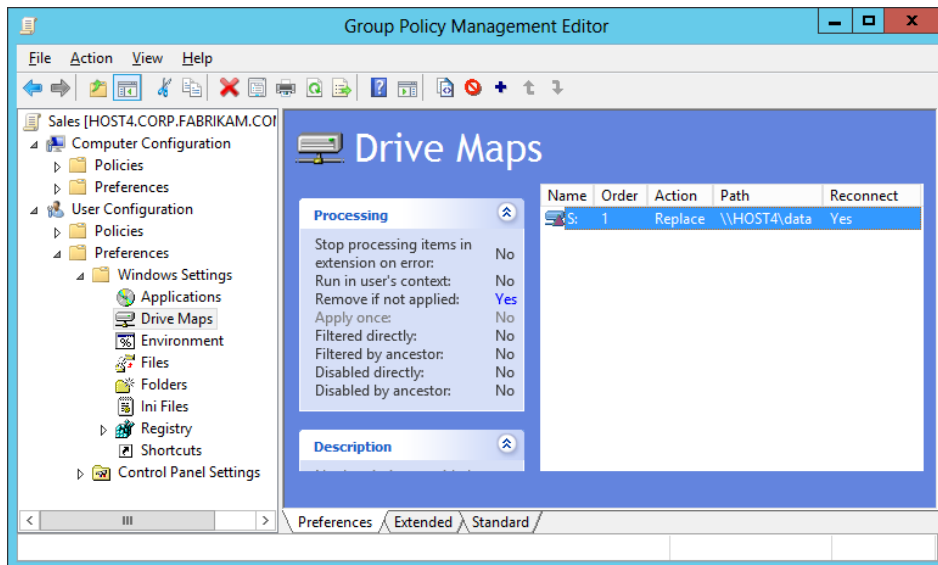 Group Policy Management Editor
File Action View Help
Sales [HOST4.CORP.FABRIKAM.COI
Computer Configuration
Policies
Preferences
User Configuration
Policies
Preferences
Windows Settings
Applications
Drive Maps
Environment
Files
Folders
Ini Files
Registry
Shortcuts
Control Panel Settings
Drive Maps
Processing
Stop processing items in
extension on error: No
Run in user's context: No
Remove if not applied: Yes
Apply once: No
Filtered directly: No
Filtered by ancestor: No
Disabled directly: No
Disabled by ancestor: No
Description
Name Order Action Path Reconnect
S: 1 Replace \\HOST4\data Yes
Preferences Extended Standard